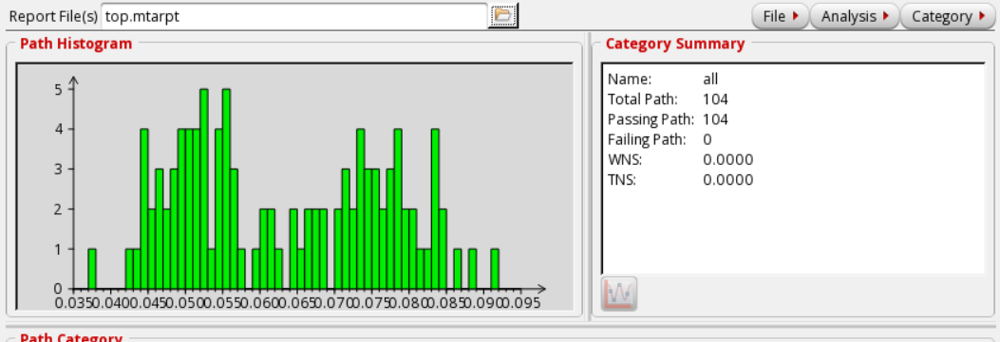 Report File(s) top.mtarpt File Analysis Category
Path Histogram
5
4
3
2
1
0
0.035 0.040 0.045 0.050 0.055 0.060 0.065 0.070 0.075 0.080 0.085 0.090 0.095
Category Summary
Name: all
Total Path: 104
Passing Path: 104
Failing Path: 0
WNS: 0.0000
TNS: 0.0000
Path Category